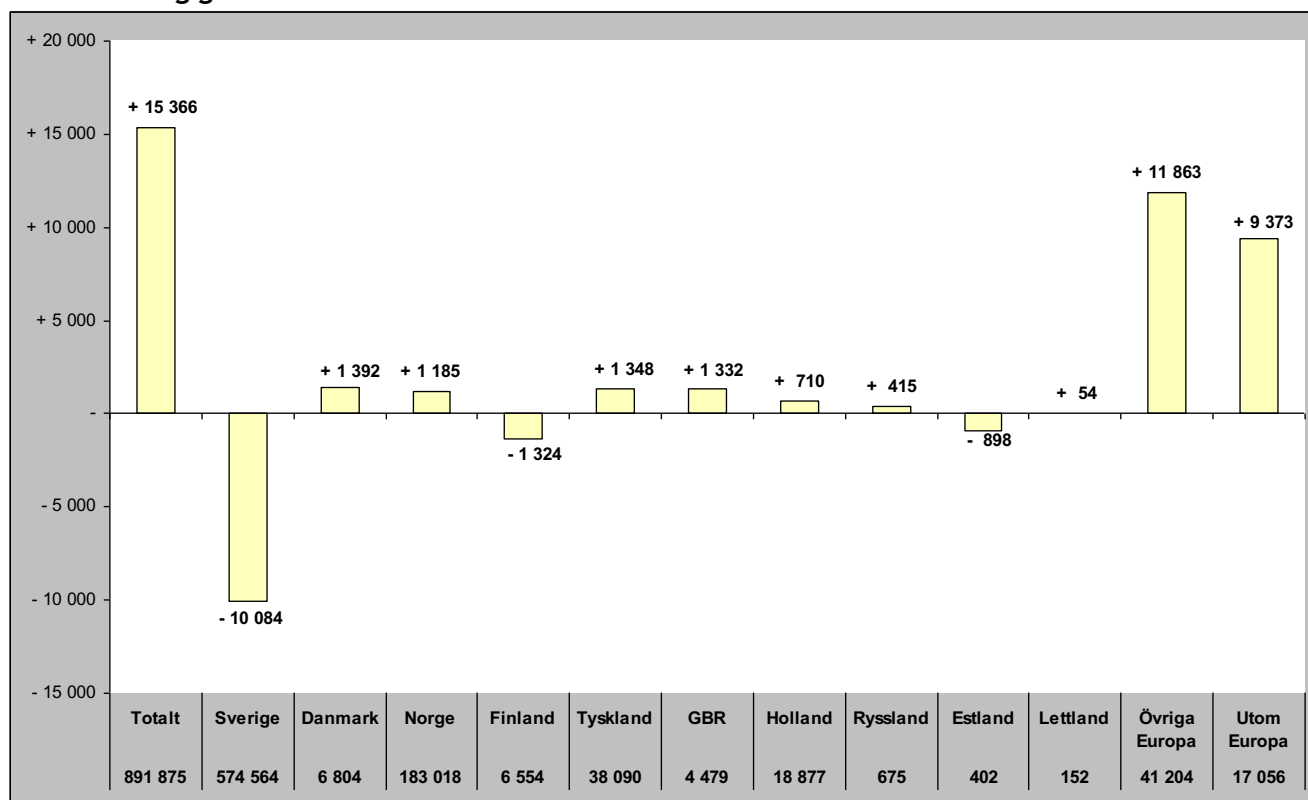 + 20 000
+ 15 000
+ 10 000
+ 5 000
-
- 5 000
- 10 000
- 15 000
+ 15 366
- 10 084
+ 1 392
+ 1 185
- 1 324
+ 1 348
+ 1 332
+ 710
+ 415
- 898
+ 54
+ 11 863
+ 9 373
Totalt Sverige Danmark Norge Finland Tyskland GBR Holland Ryssland Estland Lettland Övriga Utom
Europa Europa
891 875 574 564 6 804 183 018 6 554 38 090 4 479 18 877 675 402 152 41 204 17 056